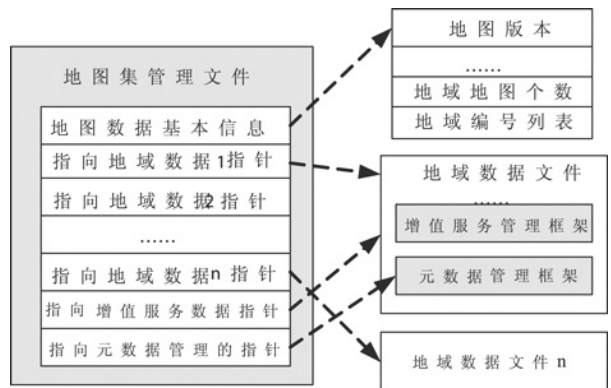 地图集管理文件
地图数据基本信息
指向地域数据1指针
指向地域数据2指针
......
指向地域数据n指针
指向增值服务数据指针
指向元数据管理的指针
地图版本
......
地域地图个数
地域编号列表
地域数据文件
......
增值服务管理框架
元数据管理框架
地域数据文件n